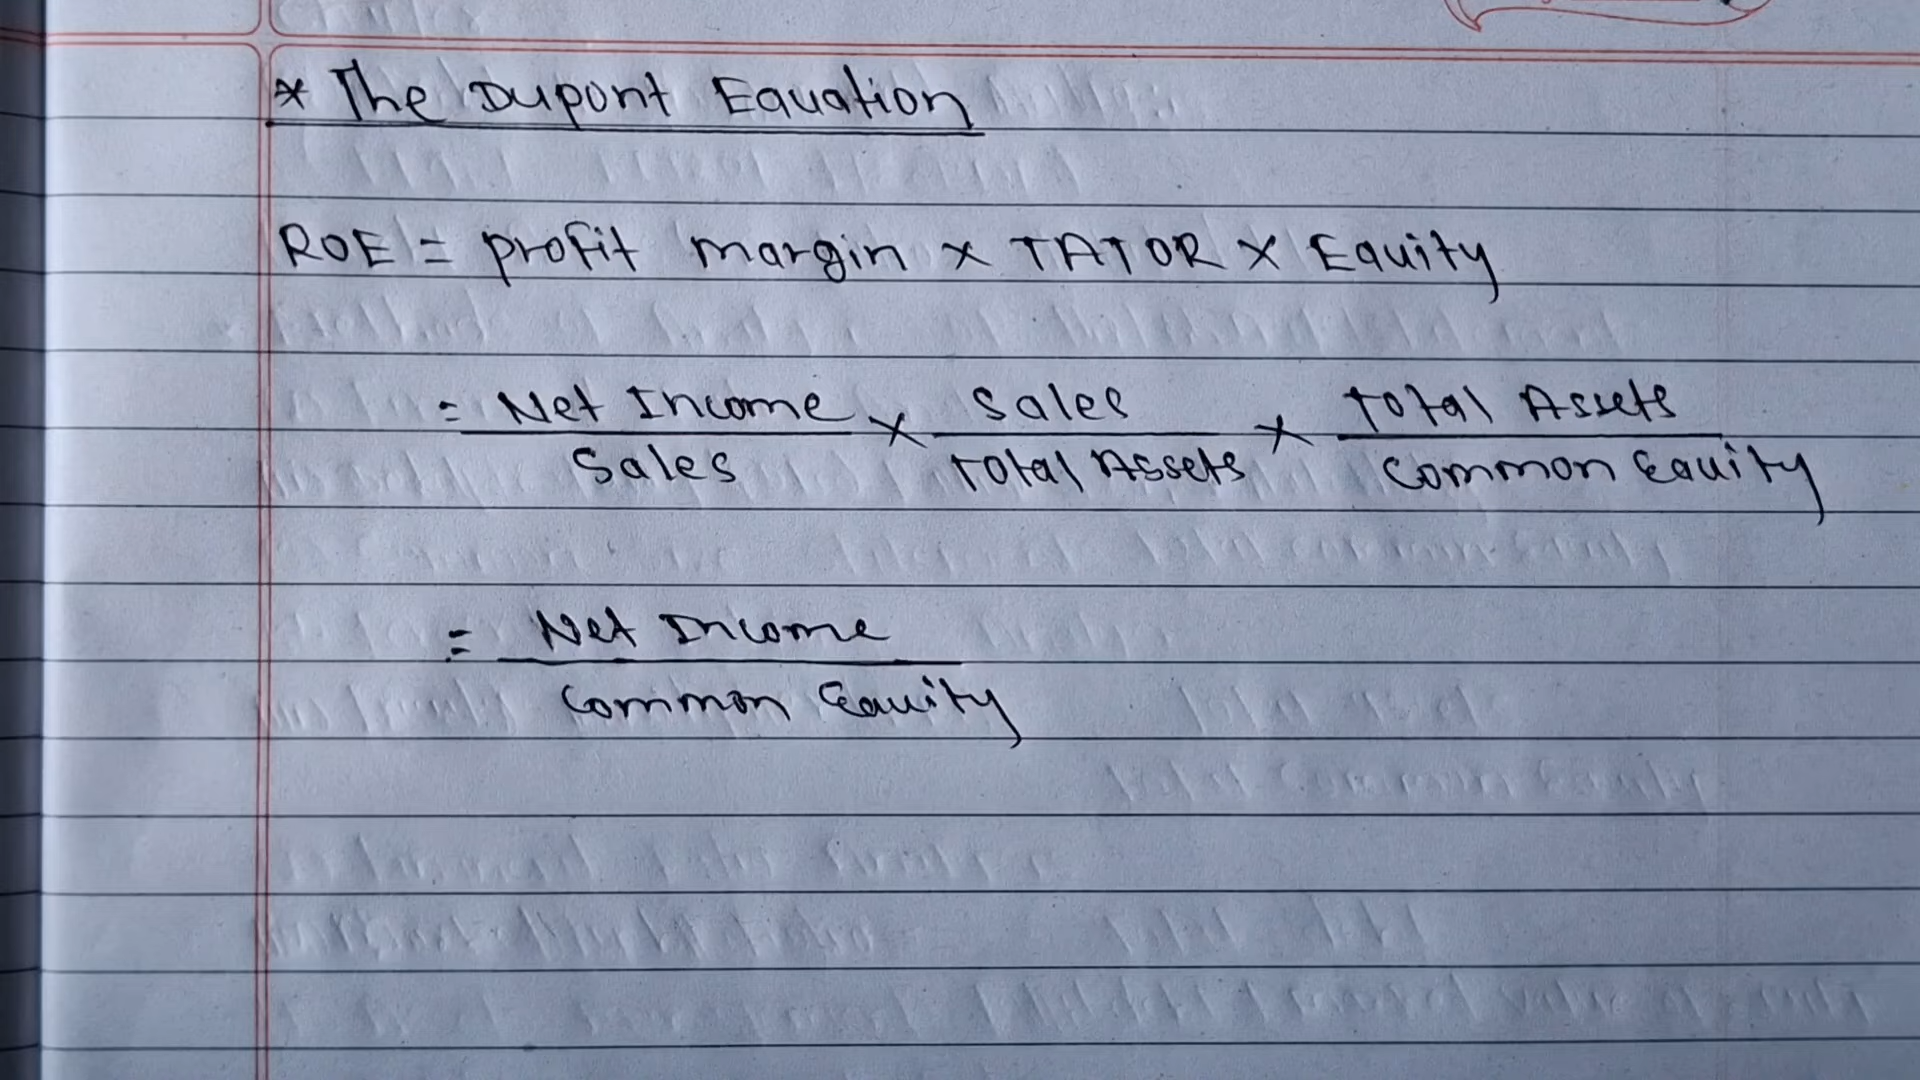 * The Dupont Equation
ROE = profit margin × TATOR × Equity
= Net Income / Sales × Sales / Total Assets × Total Assets / Common Equity
= Net Income / Common Equity